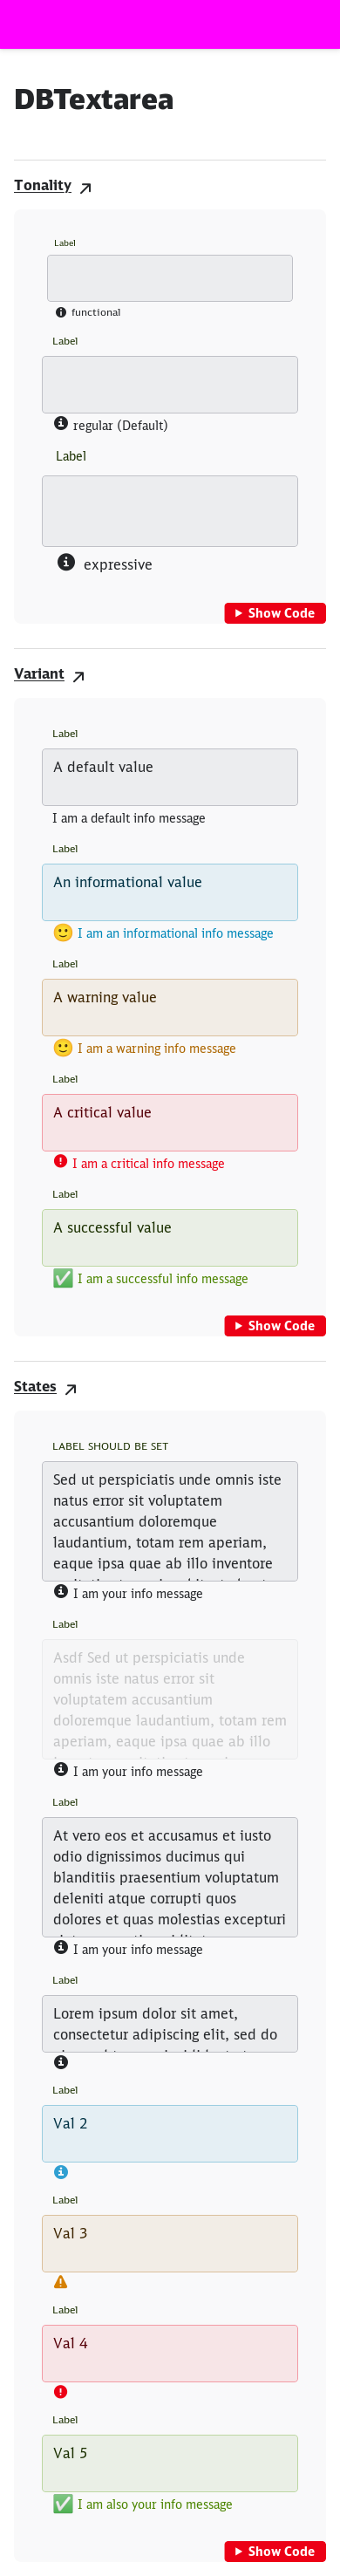 DBTextarea
Tonality
Label
functional
Label
regular (Default)
Label
expressive
Show Code
Variant
Label
A default value
I am a default info message
Label
An informational value
I am an informational info message
Label
A warning value
I am a warning info message
Label
A critical value
I am a critical info message
Label
A successful value
I am a successful info message
Show Code
States
LABEL SHOULD BE SET
Sed ut perspiciatis unde omnis iste
natus error sit voluptatem
accusantium doloremque
laudantium, totam rem aperiam,
eaque ipsa quae ab illo inventore
I am your info message
Label
Asdf Sed ut perspiciatis unde
omnis iste natus error sit
voluptatem accusantium
doloremque laudantium, totam rem
aperiam, eaque ipsa quae ab illo
I am your info message
Label
At vero eos et accusamus et iusto
odio dignissimos ducimus qui
blanditiis praesentium voluptatum
deleniti atque corrupti quos
dolores et quas molestias excepturi
I am your info message
Label
Lorem ipsum dolor sit amet,
consectetur adipiscing elit, sed do
Label
Val 2
Label
Val 3
Label
Val 4
Label
Val 5
I am also your info message
Show Code